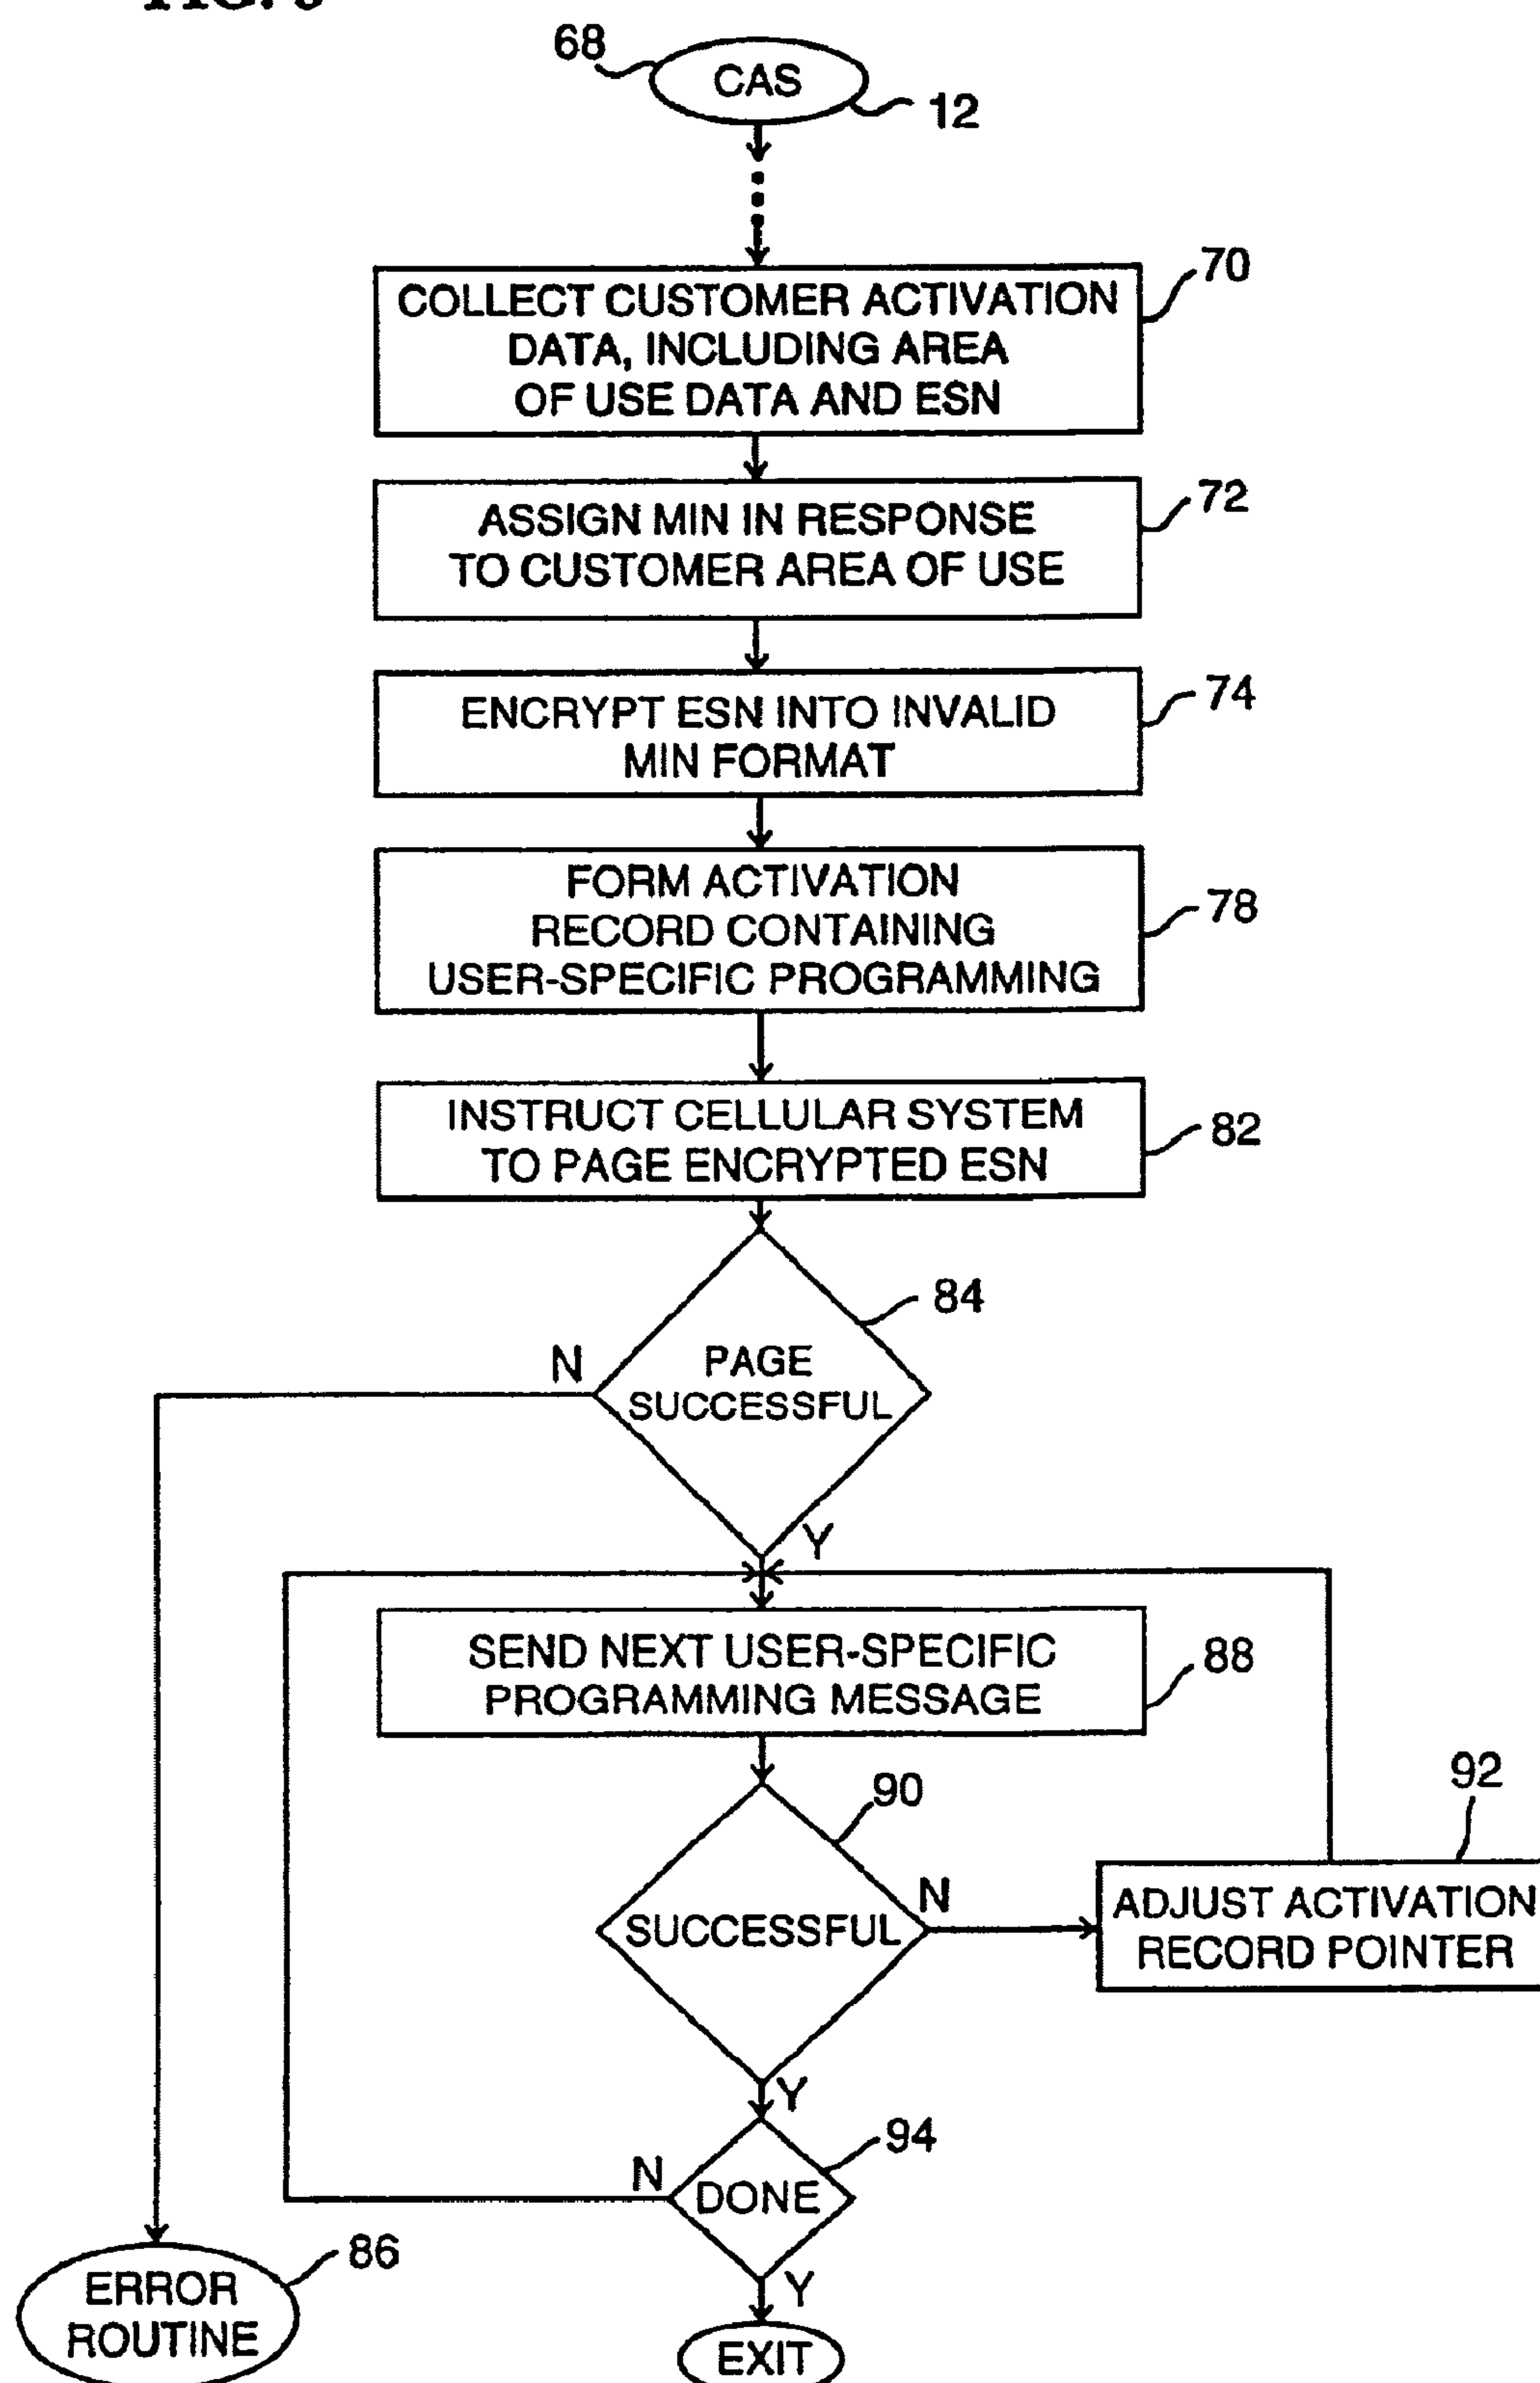 68
CAS
12
COLLECT CUSTOMER ACTIVATION
DATA, INCLUDING AREA
OF USE DATA AND ESN
70
ASSIGN MIN IN RESPONSE
TO CUSTOMER AREA OF USE
72
ENCRYPT ESN INTO INVALID
MIN FORMAT
74
FORM ACTIVATION
RECORD CONTAINING
USER-SPECIFIC PROGRAMMING
78
INSTRUCT CELLULAR SYSTEM
TO PAGE ENCRYPTED ESN
82
84
N
PAGE
SUCCESSFUL
Y
SEND NEXT USER-SPECIFIC
PROGRAMMING MESSAGE
88
90
92
N
SUCCESSFUL
ADJUST ACTIVATION
RECORD POINTER
Y
94
N
DONE
86
Y
ERROR
ROUTINE
EXIT